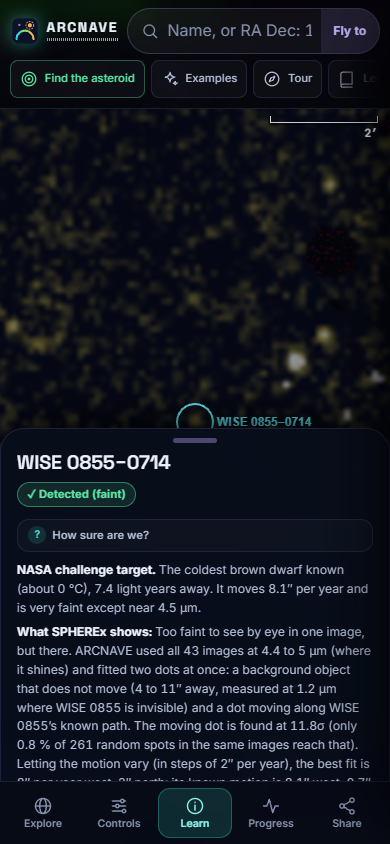 ARCNAVE
Name, or RA Dec: 1
Fly to
Find the asteroid
Examples
Tour
2′
WISE 0855−0714
WISE 0855−0714
✓ Detected (faint)
? How sure are we?
NASA challenge target. The coldest brown dwarf known
(about 0 °C), 7.4 light years away. It moves 8.1″ per year and
is very faint except near 4.5 µm.
What SPHEREx shows: Too faint to see by eye in one image,
but there. ARCNAVE used all 43 images at 4.4 to 5 µm (where
it shines) and fitted two dots at once: a background object
that does not move (4 to 11″ away, measured at 1.2 µm
where WISE 0855 is invisible) and a dot moving along WISE
0855's known path. The moving dot is found at 11.8σ (only
0.8 % of 261 random spots in the same images reach that).
Letting the motion vary (in steps of 2″ per year), the best fit is
Explore
Controls
Learn
Progress
Share